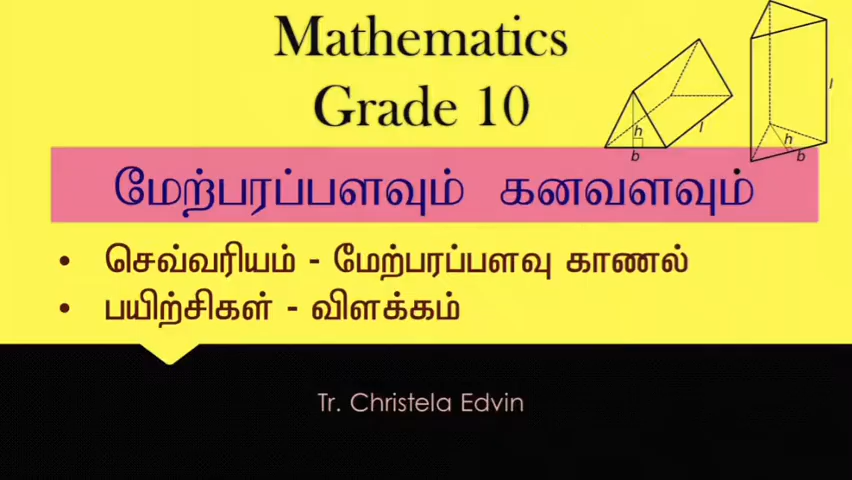 Mathematics
Grade 10
மேற்பரப்பளவும் கனவளவும்
• செவ்வரியம் - மேற்பரப்பளவு காணல்
• பயிற்சிகள் - விளக்கம்
Tr. Christela Edvin
h
l
b
l
h
b